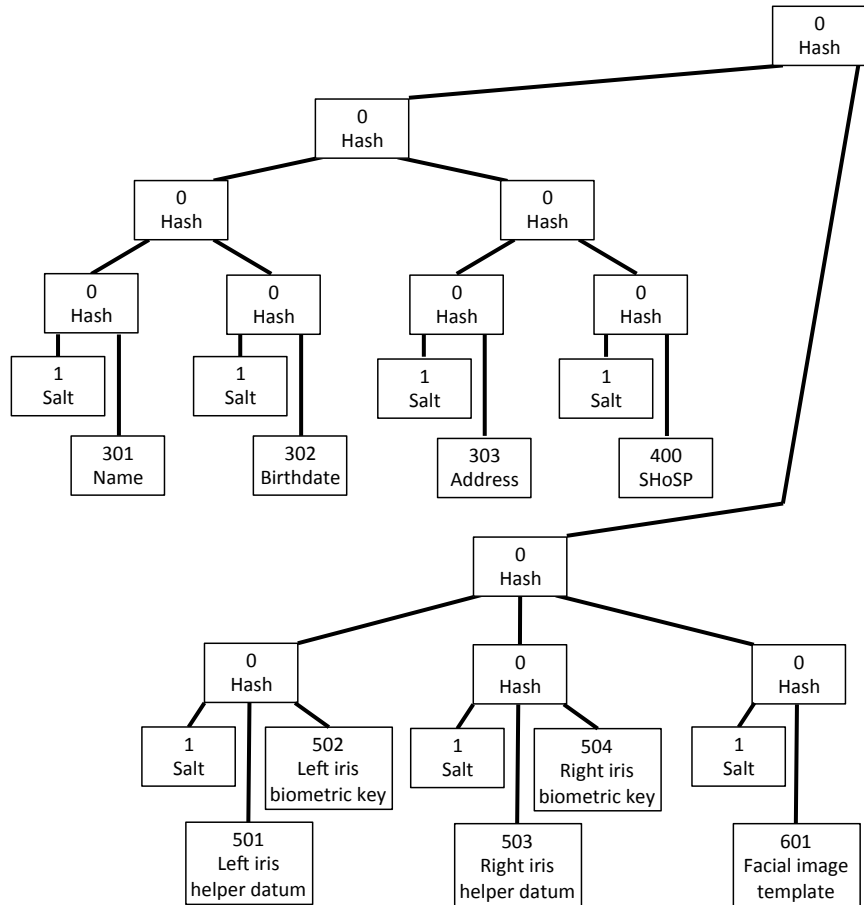 0
Hash
0
Hash
0
Hash
0
Hash
0
Hash
0
Hash
0
Hash
0
Hash
1
Salt
1
Salt
1
Salt
1
Salt
301
Name
302
Birthdate
303
Address
400
SHoSP
0
Hash
0
Hash
0
Hash
0
Hash
1
Salt
502
Left iris
biometric key
1
Salt
504
Right iris
biometric key
1
Salt
501
Left iris
helper datum
503
Right iris
helper datum
601
Facial image
template